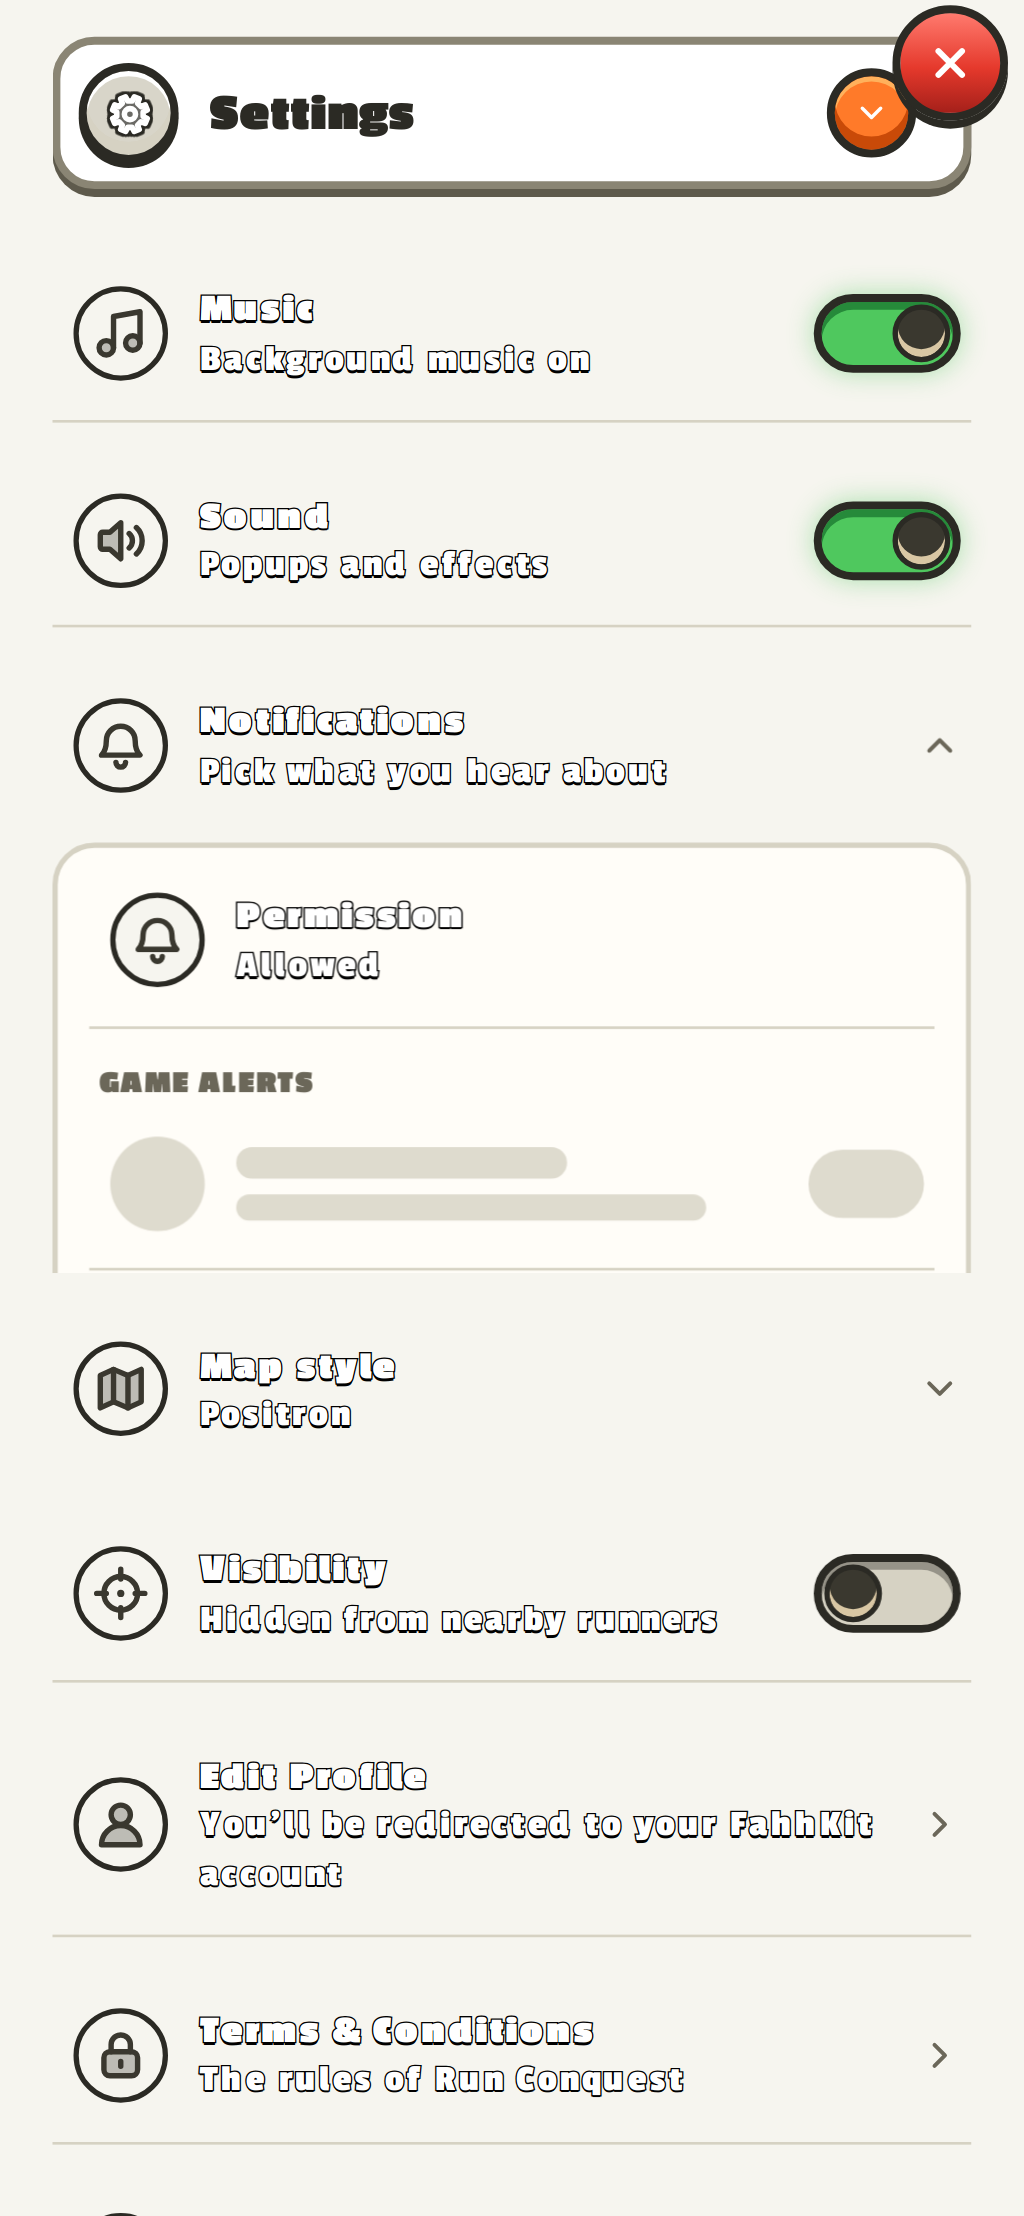 Settings
Music
Background music on
Sound
Popups and effects
Notifications
Pick what you hear about
Permission
Allowed
GAME ALERTS
Map style
Positron
Visibility
Hidden from nearby runners
Edit Profile
You’ll be redirected to your FahhKit
account
Terms & Conditions
The rules of Run Conquest